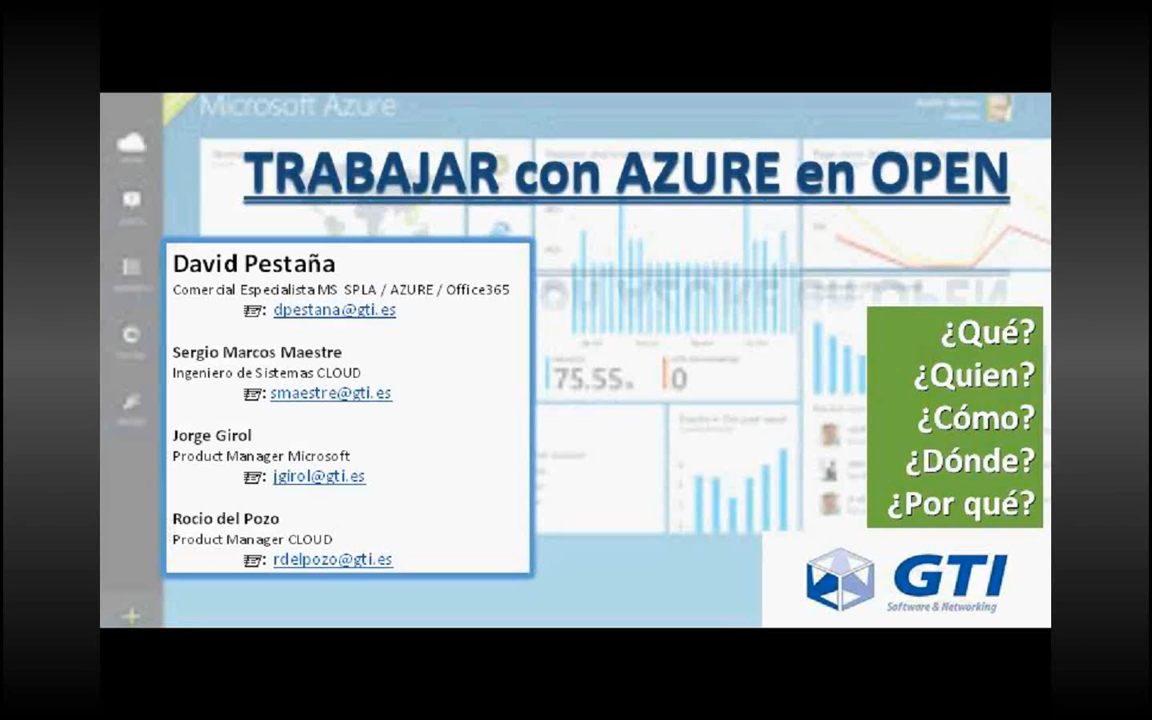 Microsoft Azure
TRABAJAR con AZURE en OPEN
David Pestaña
Comercial Especialista MS SPLA / AZURE / Office365
: dpestana@gti.es
Sergio Marcos Maestre
Ingeniero de Sistemas CLOUD
: smaestre@gti.es
Jorge Girol
Product Manager Microsoft
: jgirol@gti.es
Rocio del Pozo
Product Manager CLOUD
: rdelpozo@gti.es
75.55
0
¿Qué?
¿Quien?
¿Cómo?
¿Dónde?
¿Por qué?
GTI
Software & Networking